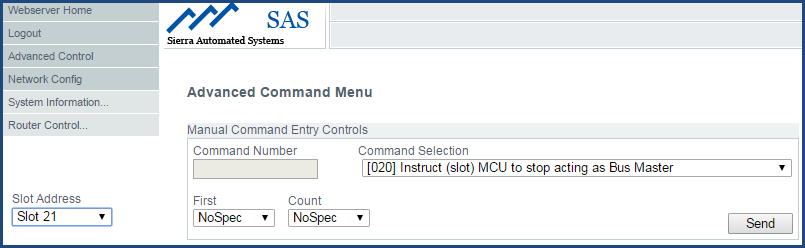 Webserver Home
Logout
Advanced Control
Network Config
System Information...
Router Control...
Slot Address
Slot 21
SAS
Sierra Automated Systems
Advanced Command Menu
Manual Command Entry Controls
Command Number
Command Selection
[020] Instruct (slot) MCU to stop acting as Bus Master
First
Count
NoSpec
NoSpec
Send